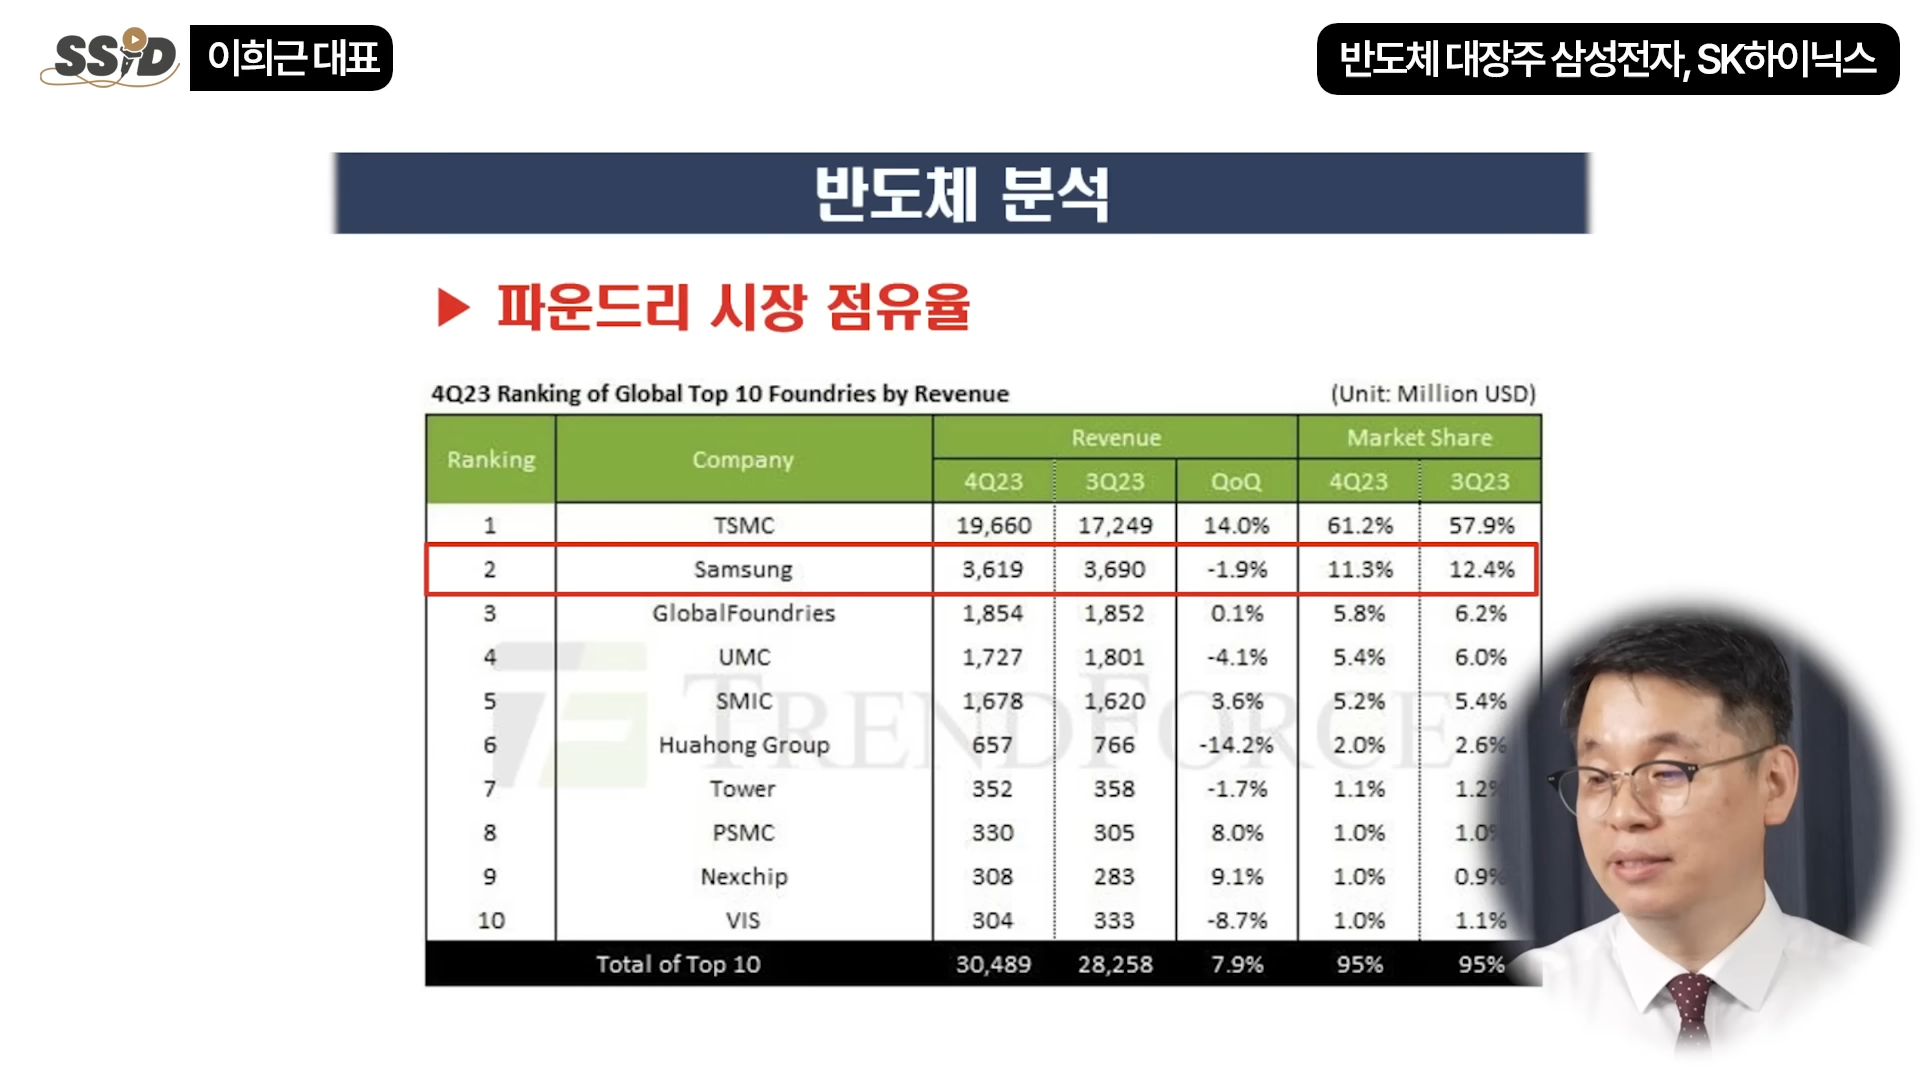 SSiD 이희근 대표
반도체 대장주 삼성전자, SK하이닉스
반도체 분석
▶ 파운드리 시장 점유율
4Q23 Ranking of Global Top 10 Foundries by Revenue (Unit: Million USD)
Ranking Company Revenue Market Share
4Q23 3Q23 QoQ 4Q23 3Q23
1 TSMC 19,660 17,249 14.0% 61.2% 57.9%
2 Samsung 3,619 3,690 -1.9% 11.3% 12.4%
3 GlobalFoundries 1,854 1,852 0.1% 5.8% 6.2%
4 UMC 1,727 1,801 -4.1% 5.4% 6.0%
5 SMIC 1,678 1,620 3.6% 5.2% 5.4%
6 Huahong Group 657 766 -14.2% 2.0% 2.6%
7 Tower 352 358 -1.7% 1.1% 1.2%
8 PSMC 330 305 8.0% 1.0% 1.0%
9 Nexchip 308 283 9.1% 1.0% 0.9%
10 VIS 304 333 -8.7% 1.0% 1.1%
Total of Top 10 30,489 28,258 7.9% 95% 95%
TRENDFORCE